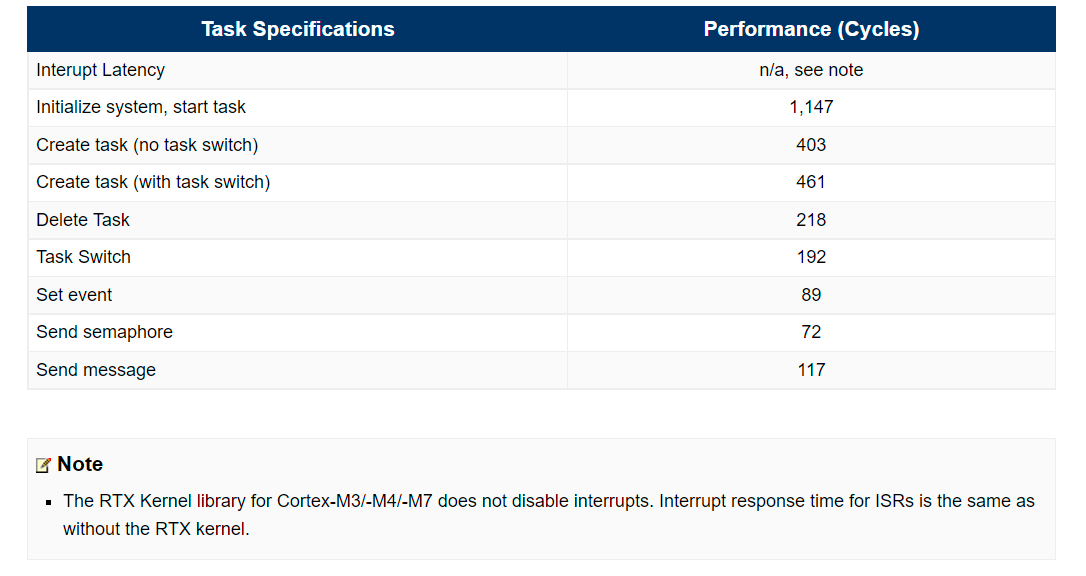 Task Specifications Performance (Cycles)
Interupt Latency n/a, see note
Initialize system, start task 1,147
Create task (no task switch) 403
Create task (with task switch) 461
Delete Task 218
Task Switch 192
Set event 89
Send semaphore 72
Send message 117
Note
▪ The RTX Kernel library for Cortex-M3/-M4/-M7 does not disable interrupts. Interrupt response time for ISRs is the same as
without the RTX kernel.